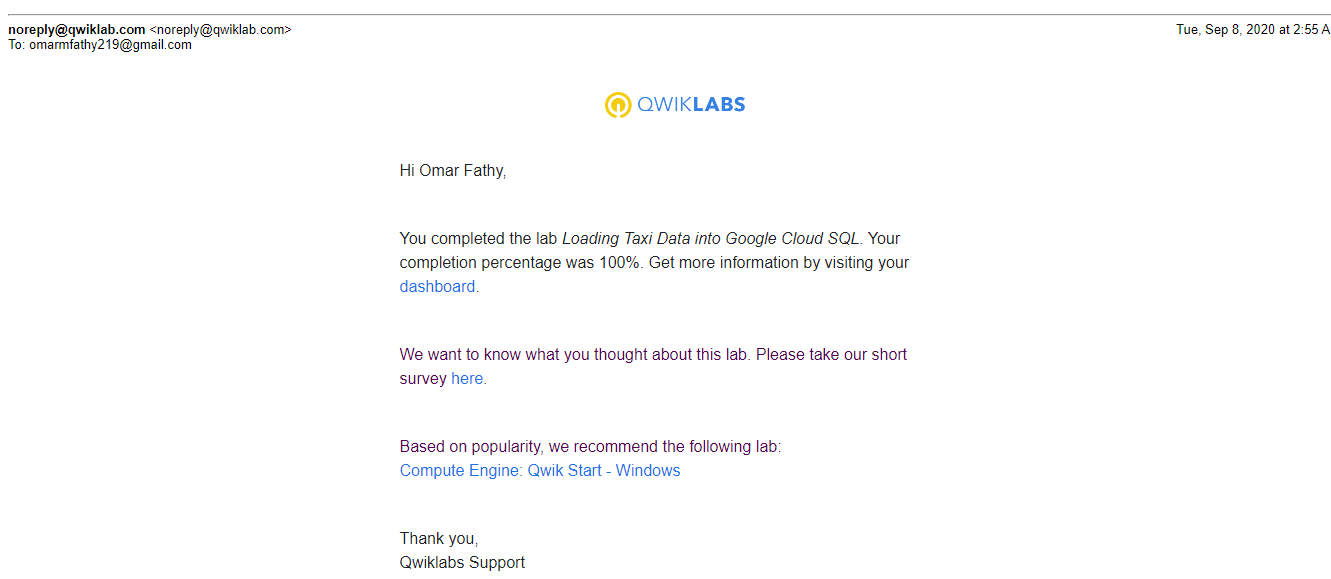 noreply@qwiklab.com <noreply@qwiklab.com>
Tue, Sep 8, 2020 at 2:55 A
To: omarmfathy219@gmail.com
QWIKLABS
Hi Omar Fathy,
You completed the lab Loading Taxi Data into Google Cloud SQL. Your
completion percentage was 100%. Get more information by visiting your
dashboard.
We want to know what you thought about this lab. Please take our short
survey here.
Based on popularity, we recommend the following lab:
Compute Engine: Qwik Start - Windows
Thank you,
Qwiklabs Support